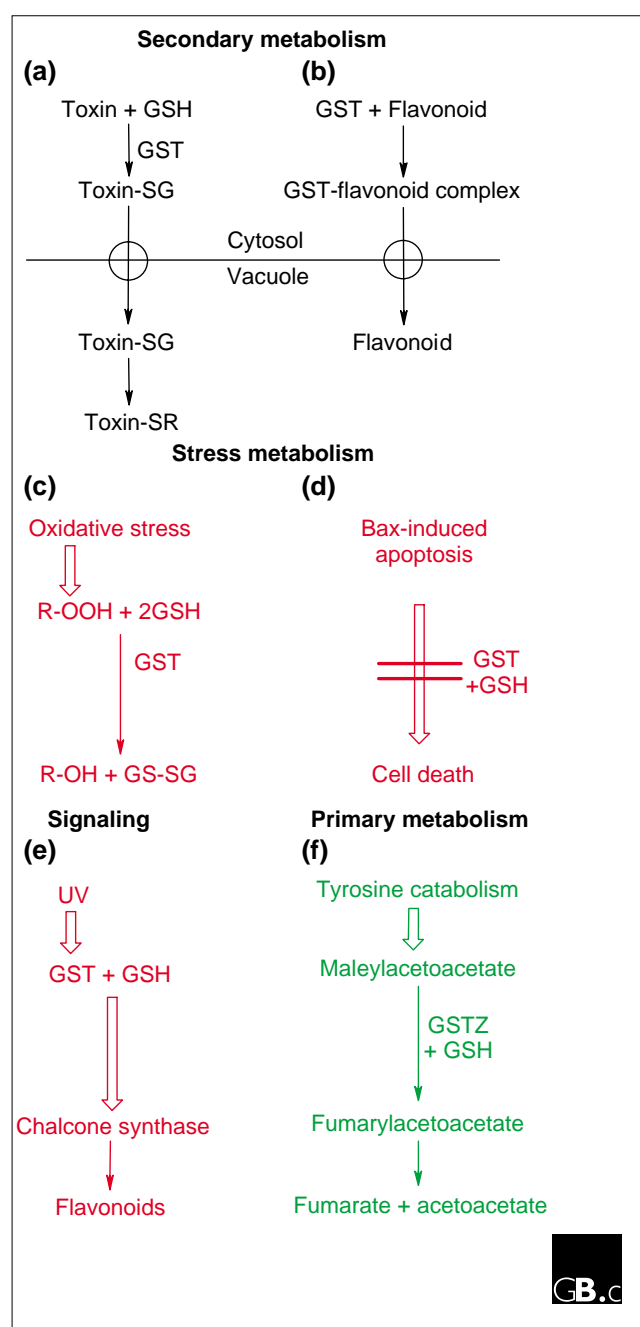 Secondary metabolism
(a)
Toxin + GSH
GST
Toxin-SG
(b)
GST + Flavonoid
GST-flavonoid complex
Cytosol
Vacuole
Toxin-SG
Toxin-SR
Flavonoid
Stress metabolism
(c)
Oxidative stress
R-OOH + 2GSH
GST
R-OH + GS-SG
(d)
Bax-induced
apoptosis
GST
+GSH
Cell death
Signaling
(e)
UV
GST + GSH
Chalcone synthase
Flavonoids
Primary metabolism
(f)
Tyrosine catabolism
Maleylacetoacetate
GSTZ
+ GSH
Fumarylacetoacetate
Fumarate + acetoacetate
GB.c